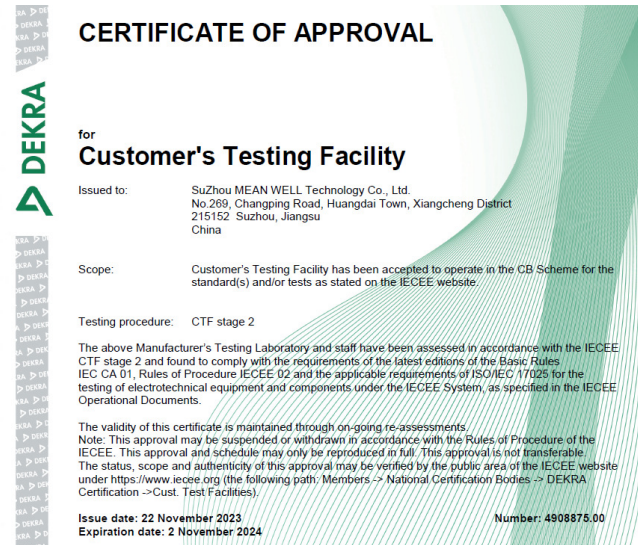 CERTIFICATE OF APPROVAL
DEKRA
for
Customer's Testing Facility
Issued to: SuZhou MEAN WELL Technology Co., Ltd.
No.269, Changping Road, Huangdai Town, Xiangcheng District
215152 Suzhou, Jiangsu
China
Scope: Customer's Testing Facility has been accepted to operate in the CB Scheme for the
standard(s) and/or tests as stated on the IECEE website.
Testing procedure: CTF stage 2
The above Manufacturer's Testing Laboratory and staff have been assessed in accordance with the IECEE
CTF stage 2 and found to comply with the requirements of the latest editions of the Basic Rules
IEC CA 01, Rules of Procedure IECEE 02 and the applicable requirements of ISO/IEC 17025 for the
testing of electrotechnical equipment and components under the IECEE System, as specified in the IECEE
Operational Documents.
The validity of this certificate is maintained through on-going re-assessments.
Note: This approval may be suspended or withdrawn in accordance with the Rules of Procedure of the
IECEE. This approval and schedule may only be reproduced in full. This approval is not transferable.
The status, scope and authenticity of this approval may be verified by the public area of the IECEE website
under https://www.iecee.org (the following path: Members -> National Certification Bodies -> DEKRA
Certification ->Cust. Test Facilities).
Issue date: 22 November 2023 Number: 4908875.00
Expiration date: 2 November 2024